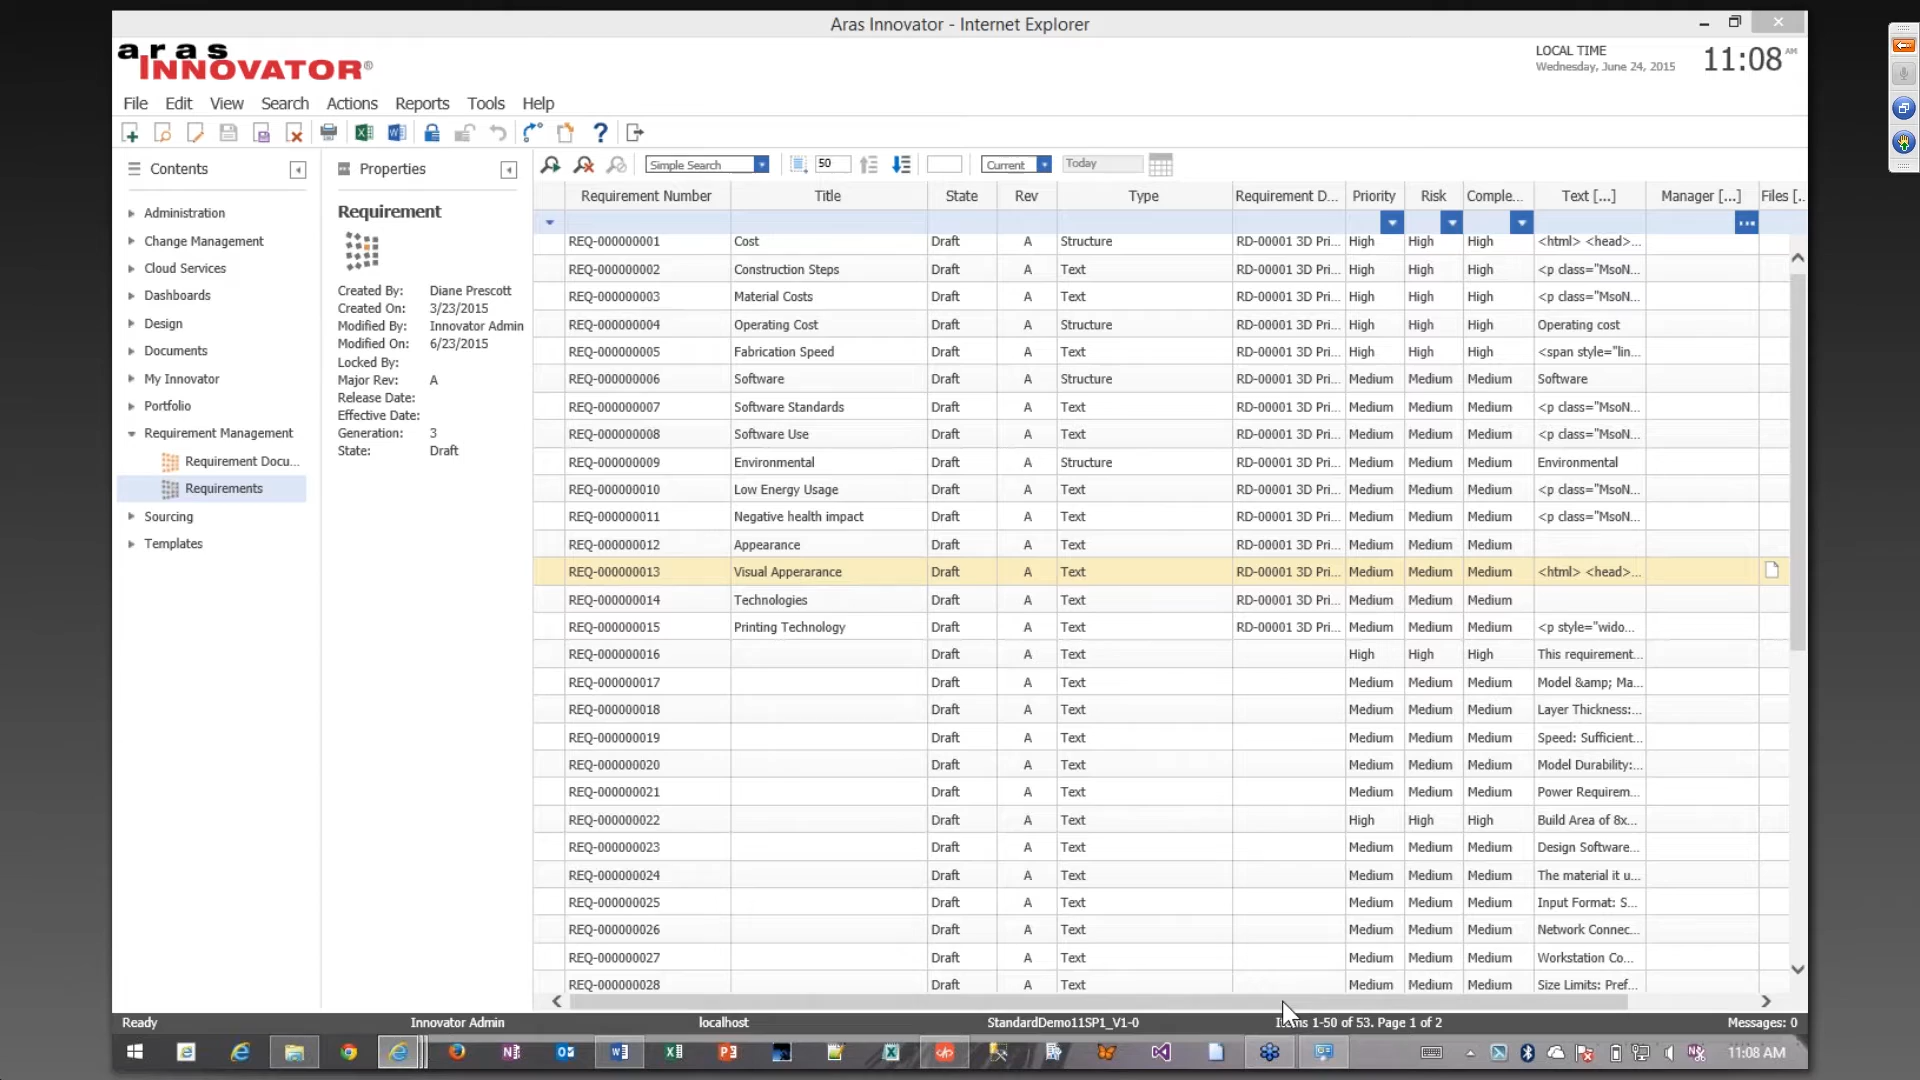 Aras Innovator - Internet Explorer
aras
INNOVATOR®
LOCAL TIME
Wednesday, June 24, 2015
11:08 AM
File Edit View Search Actions Reports Tools Help
Contents
Properties
Simple Search
50
Current
Today
Administration
Change Management
Cloud Services
Dashboards
Design
Documents
My Innovator
Portfolio
Requirement Management
Requirement Docu...
Requirements
Sourcing
Templates
Requirement
Created By: Diane Prescott
Created On: 3/23/2015
Modified By: Innovator Admin
Modified On: 6/23/2015
Locked By:
Major Rev: A
Release Date:
Effective Date:
Generation: 3
State: Draft
Requirement Number Title State Rev Type Requirement D... Priority Risk Comple... Text [...] Manager [...] Files [..
REQ-000000001 Cost Draft A Structure RD-00001 3D Pri... High High High <html> <head>...
REQ-000000002 Construction Steps Draft A Text RD-00001 3D Pri... High High High <p class="MsoN...
REQ-000000003 Material Costs Draft A Text RD-00001 3D Pri... High High High <p class="MsoN...
REQ-000000004 Operating Cost Draft A Structure RD-00001 3D Pri... High High High Operating cost
REQ-000000005 Fabrication Speed Draft A Text RD-00001 3D Pri... High High High <span style="lin...
REQ-000000006 Software Draft A Structure RD-00001 3D Pri... Medium Medium Medium Software
REQ-000000007 Software Standards Draft A Text RD-00001 3D Pri... Medium Medium Medium <p class="MsoN...
REQ-000000008 Software Use Draft A Text RD-00001 3D Pri... Medium Medium Medium <p class="MsoN...
REQ-000000009 Environmental Draft A Structure RD-00001 3D Pri... Medium Medium Medium Environmental
REQ-000000010 Low Energy Usage Draft A Text RD-00001 3D Pri... Medium Medium Medium <p class="MsoN...
REQ-000000011 Negative health impact Draft A Text RD-00001 3D Pri... Medium Medium Medium <p class="MsoN...
REQ-000000012 Appearance Draft A Text RD-00001 3D Pri... Medium Medium Medium
REQ-000000013 Visual Apperarance Draft A Text RD-00001 3D Pri... Medium Medium Medium <html> <head>...
REQ-000000014 Technologies Draft A Text RD-00001 3D Pri... Medium Medium Medium
REQ-000000015 Printing Technology Draft A Text RD-00001 3D Pri... Medium Medium Medium <p style="wido...
REQ-000000016 Draft A Text High High High This requirement...
REQ-000000017 Draft A Text Medium Medium Medium Model &amp; Ma...
REQ-000000018 Draft A Text Medium Medium Medium Layer Thickness:...
REQ-000000019 Draft A Text Medium Medium Medium Speed: Sufficient...
REQ-000000020 Draft A Text Medium Medium Medium Model Durability:...
REQ-000000021 Draft A Text Medium Medium Medium Power Requirem...
REQ-000000022 Draft A Text High High High Build Area of 8x...
REQ-000000023 Draft A Text Medium Medium Medium Design Software...
REQ-000000024 Draft A Text Medium Medium Medium The material it u...
REQ-000000025 Draft A Text Medium Medium Medium Input Format: S...
REQ-000000026 Draft A Text Medium Medium Medium Network Connec...
REQ-000000027 Draft A Text Medium Medium Medium Workstation Co...
REQ-000000028 Draft A Text Medium Medium Medium Size Limits: Pref...
Ready Innovator Admin localhost StandardDemo11SP1_V1-0 1-50 of 53. Page 1 of 2 Messages: 0
11:08 AM